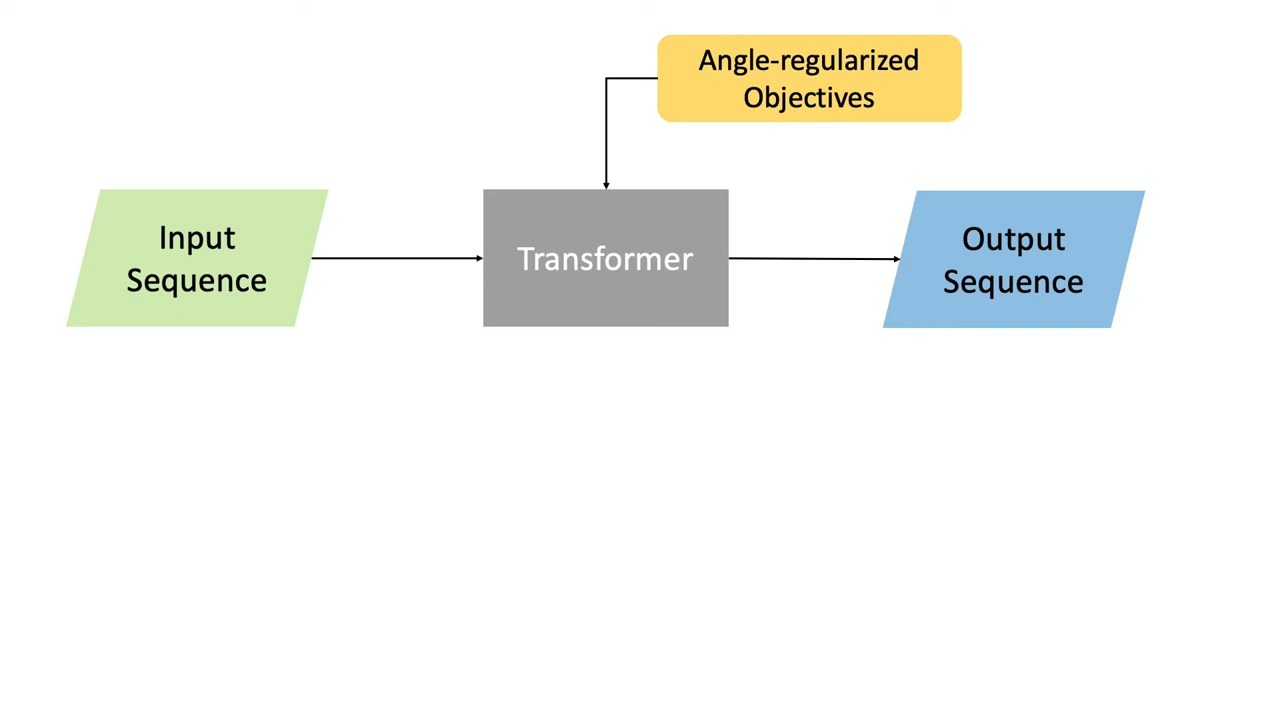 Angle-regularized
Objectives
Input
Sequence
Transformer
Output
Sequence